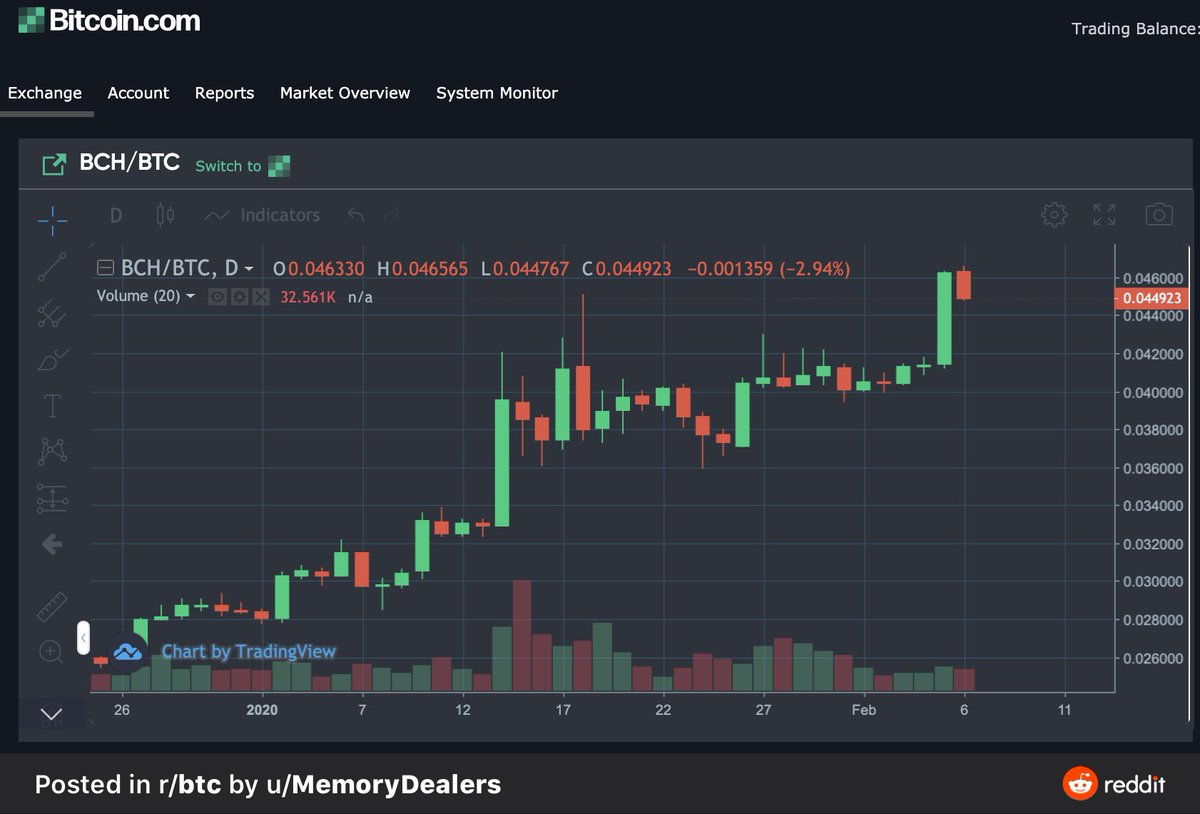 Bitcoin.com
Trading Balance:
Exchange Account Reports Market Overview System Monitor
BCH/BTC Switch to
D Indicators
BCH/BTC, D O0.046330 H0.046565 L0.044767 C0.044923 −0.001359 (−2.94%)
Volume (20) 32.561K n/a
0.046000
0.044923
0.044000
0.042000
0.040000
0.038000
0.036000
0.034000
0.032000
0.030000
0.028000
0.026000
Chart by TradingView
26 2020 7 12 17 22 27 Feb 6 11
Posted in r/btc by u/MemoryDealers
reddit